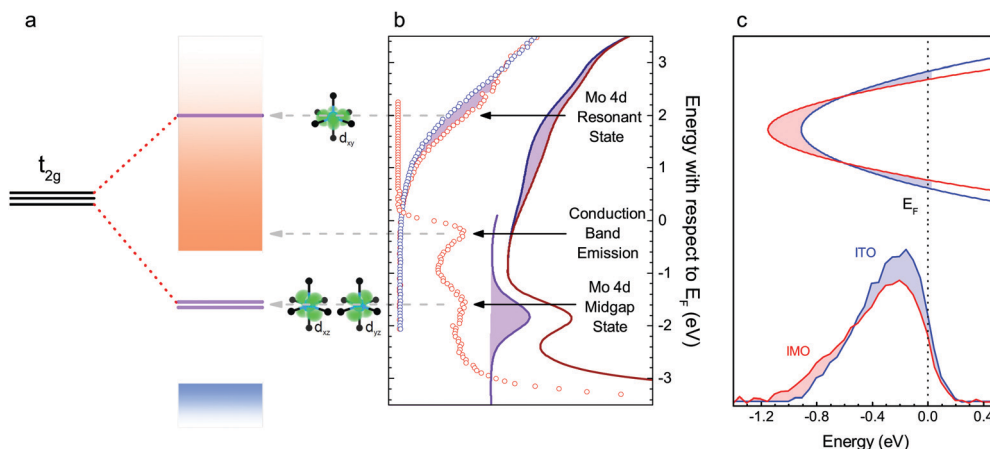 a
t2g
dxy
dxz
dyz
b
Mo 4d
Resonant
State
Conduction
Band
Emission
Mo 4d
Midgap
State
3
2
1
0
-1
-2
-3
Energy with respect to EF (eV)
c
EF
ITO
IMO
-1.2
-0.8
-0.4
0.0
0.4
Energy (eV)